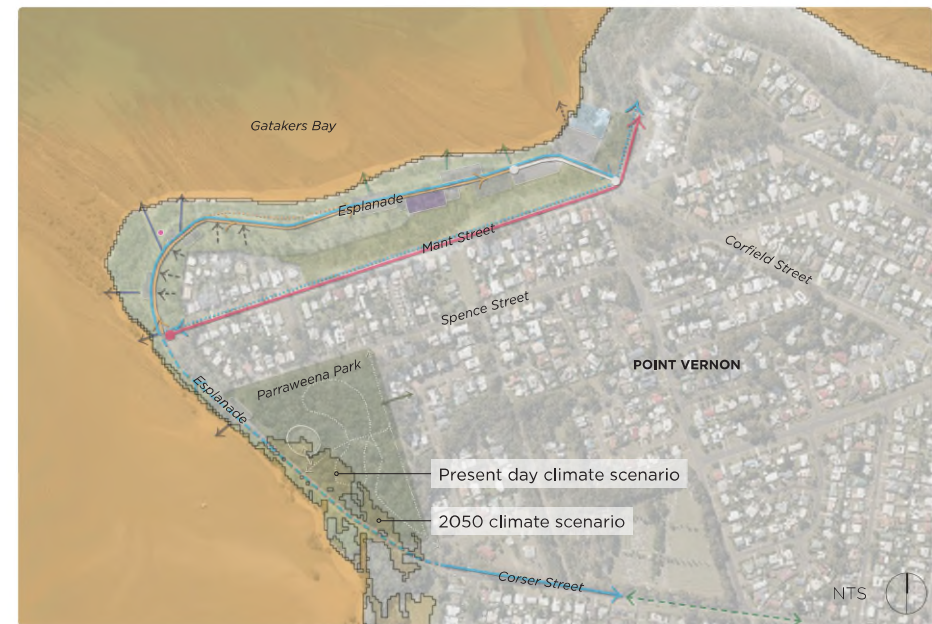 Gatakers Bay
Esplanade
Mant Street
Corfield Street
Spence Street
POINT VERNON
Parraweena Park
Esplanade
Present day climate scenario
2050 climate scenario
Corser Street
NTS